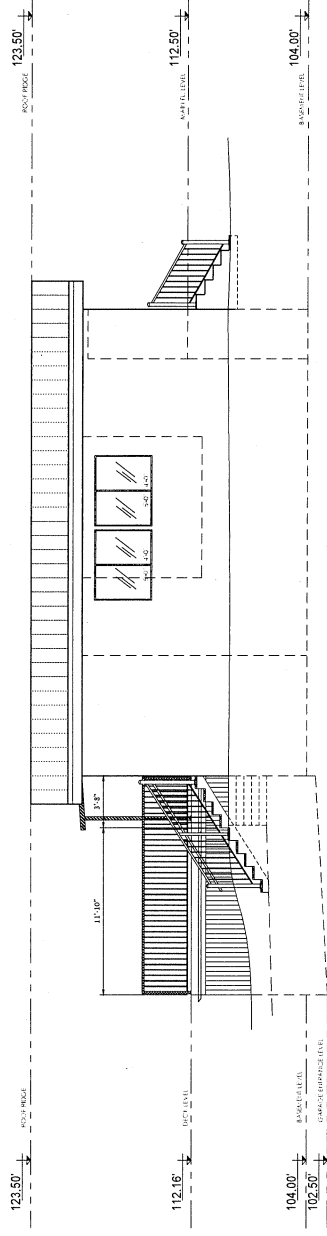 123.50'
ROOF RIDGE
112.50'
MAIN FL LEVEL
104.00'
BASEMENT LEVEL
3'-8"
11'-10"
123.50'
ROOF RIDGE
112.16'
DECK LEVEL
104.00'
BASEMENT LEVEL
102.50'
GARAGE ENTRANCE LEVEL